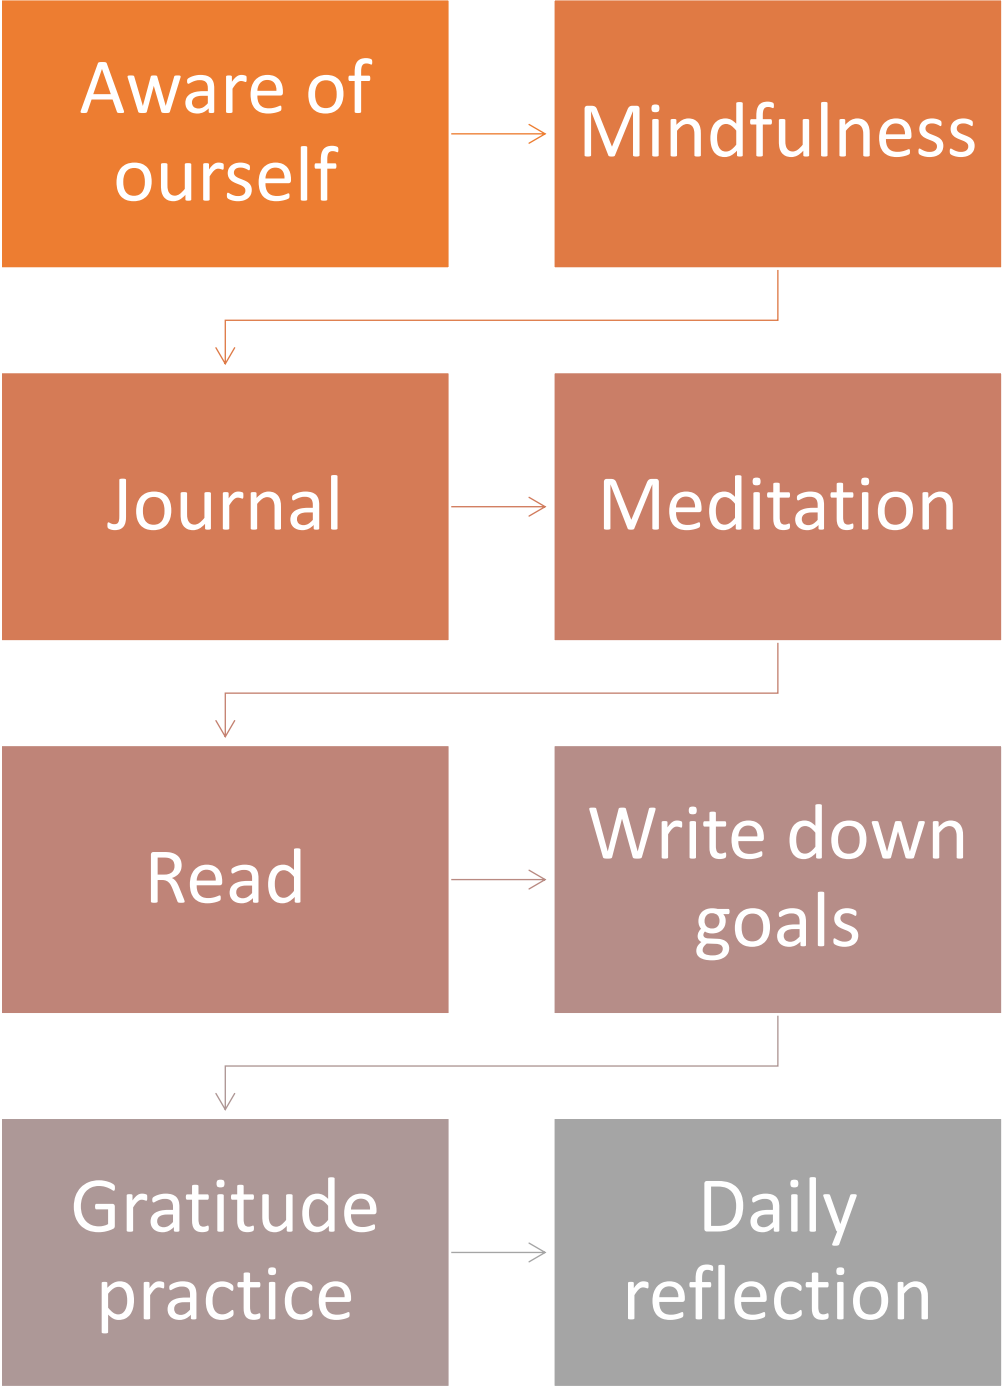 Aware of
ourself
Mindfulness
Journal
Meditation
Read
Write down
goals
Gratitude
practice
Daily
reflection